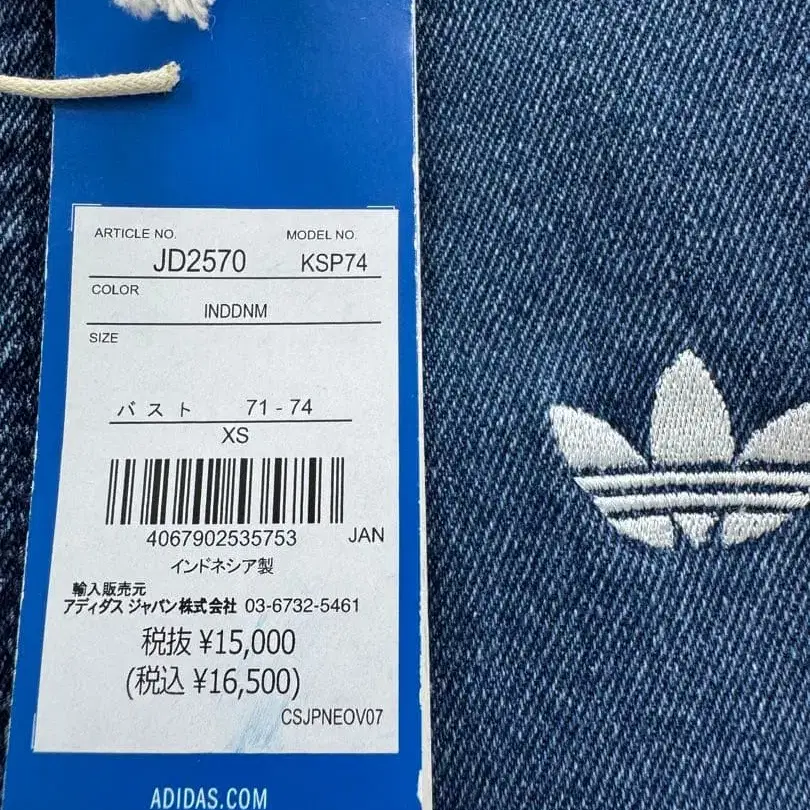 ARTICLE NO. MODEL NO.
JD2570 KSP74
COLOR
INDDNM
SIZE
バスト 71 - 74
XS
4067902535753 JAN
インドネシア製
輸入販売元
アディダス ジャパン株式会社 03-6732-5461
税抜 ¥15,000
(税込 ¥16,500)
CSJPNEOV07
ADIDAS.COM